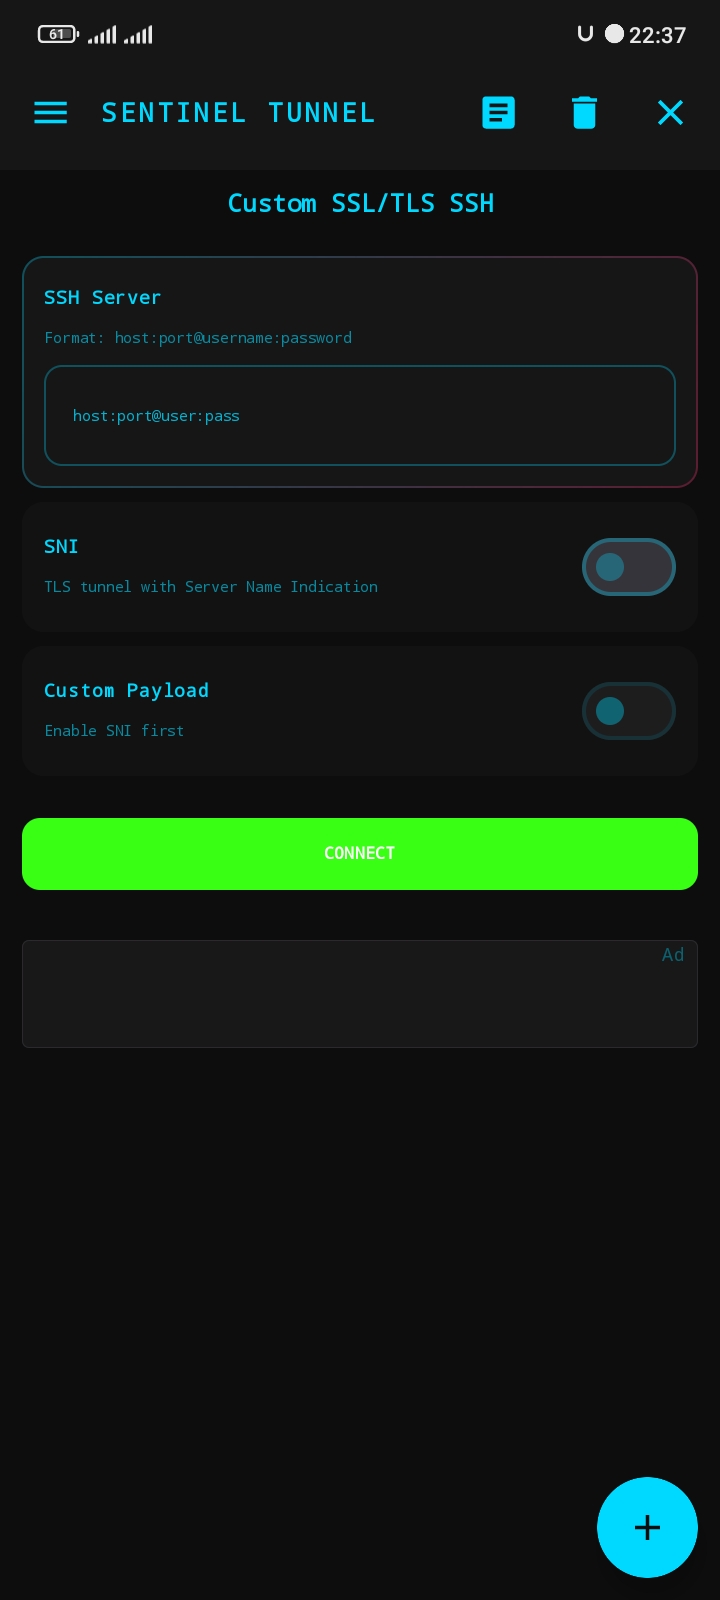 61
22:37
SENTINEL TUNNEL
Custom SSL/TLS SSH
SSH Server
Format: host:port@username:password
host:port@user:pass
SNI
TLS tunnel with Server Name Indication
Custom Payload
Enable SNI first
CONNECT
Ad